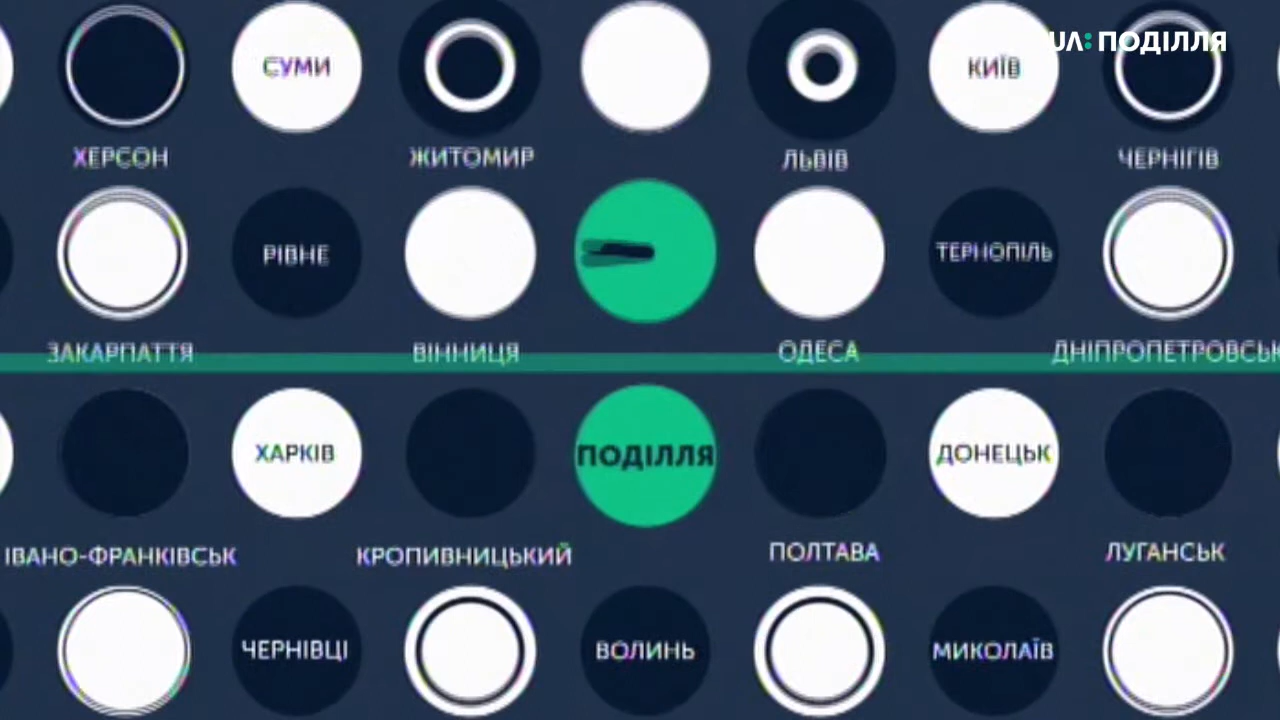 UA: ПОДІЛЛЯ
СУМИ
КИЇВ
ХЕРСОН
ЖИТОМИР
ЛЬВІВ
ЧЕРНІГІВ
РІВНЕ
ТЕРНОПІЛЬ
ЗАКАРПАТТЯ
ВІННИЦЯ
ОДЕСА
ДНІПРОПЕТРОВСЬК
ХАРКІВ
ПОДІЛЛЯ
ДОНЕЦЬК
ІВАНО-ФРАНКІВСЬК
КРОПИВНИЦЬКИЙ
ПОЛТАВА
ЛУГАНСЬК
ЧЕРНІВЦІ
ВОЛИНЬ
МИКОЛАЇВ